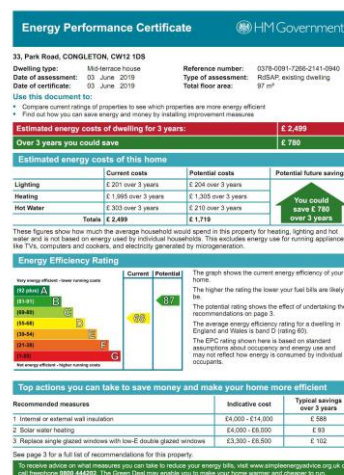 Energy Performance Certificate
HM Government
33, Park Road, CONGLETON, CW12 1DS
Dwelling type: Mid-terrace house
Reference number: 0378-0091-7266-2141-0940
Date of assessment: 03 June 2019
Type of assessment: RdSAP, existing dwelling
Date of certificate: 03 June 2019
Total floor area: 97 m²
Use this document to:
• Compare current ratings of properties to see which properties are more energy efficient
• Find out how you can save energy and money by installing improvement measures
Estimated energy costs of dwelling for 3 years: £ 2,499
Over 3 years you could save £ 780
Estimated energy costs of this home
Current costs Potential costs Potential future savings
Lighting £ 201 over 3 years £ 204 over 3 years
Heating £ 1,995 over 3 years £ 1,305 over 3 years
Hot Water £ 303 over 3 years £ 210 over 3 years
Totals £ 2,499 £ 1,719
You could
save £ 780
over 3 years
These figures show how much the average household would spend in this property for heating, lighting and hot
water and is not based on energy used by individual households. This excludes energy use for running appliances
like TVs, computers and cookers, and electricity generated by microgeneration.
Energy Efficiency Rating
Current Potential
Very energy efficient - lower running costs
(92 plus) A
(81-91) B
(69-80) C
(55-68) D
(39-54) E
(21-38) F
(1-20) G
Not energy efficient - higher running costs
87
The graph shows the current energy efficiency of your
home.
The higher the rating the lower your fuel bills are likely
be.
The potential rating shows the effect of undertaking the
recommendations on page 3.
The average energy efficiency rating for a dwelling in
England and Wales is band D (rating 60).
The EPC rating shown here is based on standard
assumptions about occupancy and energy use and
may not reflect how energy is consumed by individual
occupants.
Top actions you can take to save money and make your home more efficient
Recommended measures Indicative cost Typical savings
over 3 years
1 Internal or external wall insulation £4,000 - £14,000 £ 588
2 Solar water heating £4,000 - £6,000 £ 93
3 Replace single glazed windows with low-E double glazed windows £3,300 - £6,500 £ 102
See page 3 for a full list of recommendations for this property.
To receive advice on what measures you can take to reduce your energy bills, visit www.simpleenergyadvice.org.uk
call freephone 0800 444202. The Green Deal may enable you to make your home warmer and cheaper to run.